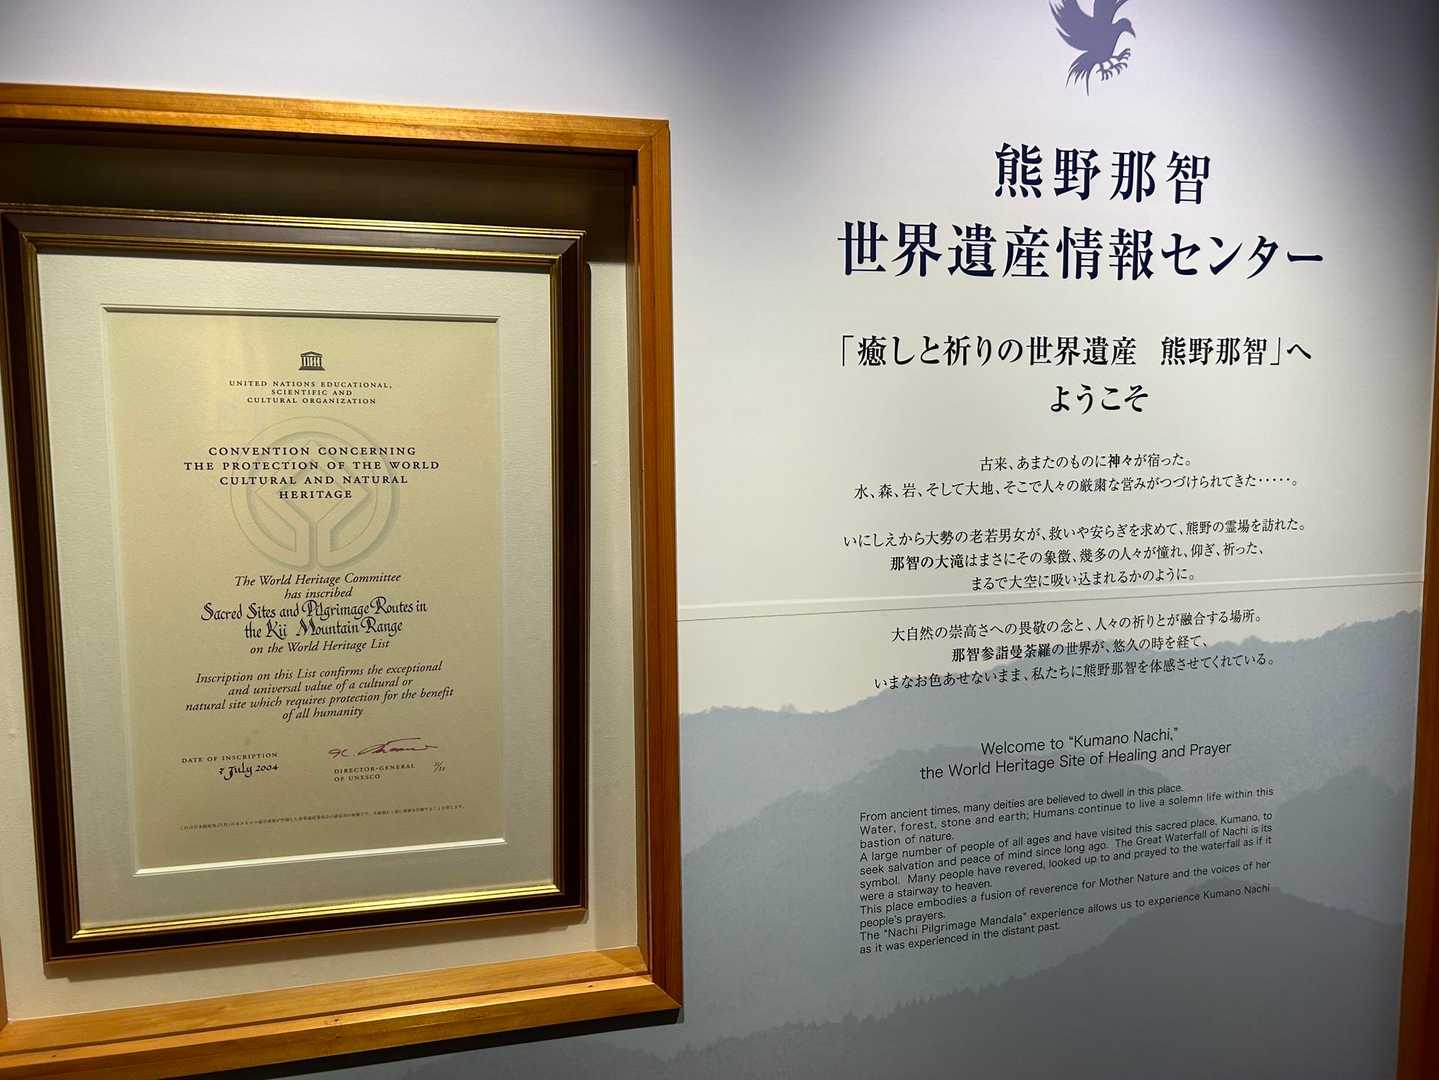 UNITED NATIONS EDUCATIONAL,
SCIENTIFIC AND
CULTURAL ORGANIZATION
CONVENTION CONCERNING
THE PROTECTION OF THE WORLD
CULTURAL AND NATURAL
HERITAGE
The World Heritage Committee
has inscribed
Sacred Sites and Pilgrimage Routes in
the Kii Mountain Range
on the World Heritage List
Inscription on this List confirms the exceptional
and universal value of a cultural or
natural site which requires protection for the benefit
of all humanity
DATE OF INSCRIPTION
7 July 2004
DIRECTOR-GENERAL
OF UNESCO
熊野那智
世界遺産情報センター
「癒しと祈りの世界遺産 熊野那智」へ
ようこそ
古来、あまたのものに神々が宿った。
水、森、岩、そして大地、そこで人々の厳粛な営みがつづけられてきた・・・・・。
いにしえから大勢の老若男女が、救いや安らぎを求めて、熊野の霊場を訪れた。
那智の大滝はまさにその象徴、幾多の人々が憧れ、仰ぎ、祈った、
まるで大空に吸い込まれるかのように。
大自然の崇高さへの畏敬の念と、人々の祈りとが融合する場所。
那智参詣曼荼羅の世界が、悠久の時を経て、
いまなお色あせないまま、私たちに熊野那智を体感させてくれている。
Welcome to "Kumano Nachi,"
the World Heritage Site of Healing and Prayer
From ancient times, many deities are believed to dwell in this place.
Water, forest, stone and earth; Humans continue to live a solemn life within this
bastion of nature.
A large number of people of all ages and have visited this sacred place, Kumano, to
seek salvation and peace of mind since long ago. The Great Waterfall of Nachi is its
symbol. Many people have revered, looked up to and prayed to the waterfall as if it
were a stairway to heaven.
This place embodies a fusion of reverence for Mother Nature and the voices of her
people's prayers.
The "Nachi Pilgrimage Mandala" experience allows us to experience Kumano Nachi
as it was experienced in the distant past.